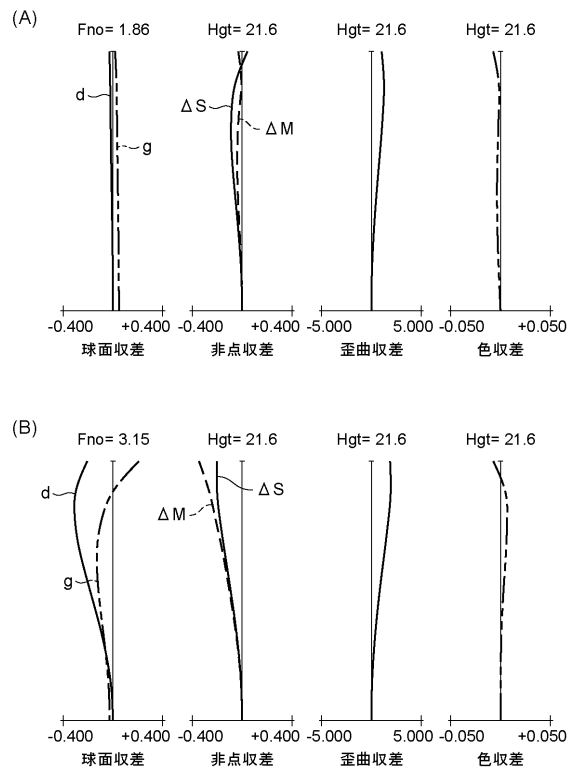 (A)
Fno= 1.86 Hgt= 21.6 Hgt= 21.6 Hgt= 21.6
d
ΔS
ΔM
g
-0.400 +0.400 -0.400 +0.400 -5.000 5.000 -0.050 +0.050
球面収差 非点収差 歪曲収差 色収差
(B)
Fno= 3.15 Hgt= 21.6 Hgt= 21.6 Hgt= 21.6
d
ΔS
ΔM
g
-0.400 +0.400 -0.400 +0.400 -5.000 5.000 -0.050 +0.050
球面収差 非点収差 歪曲収差 色収差